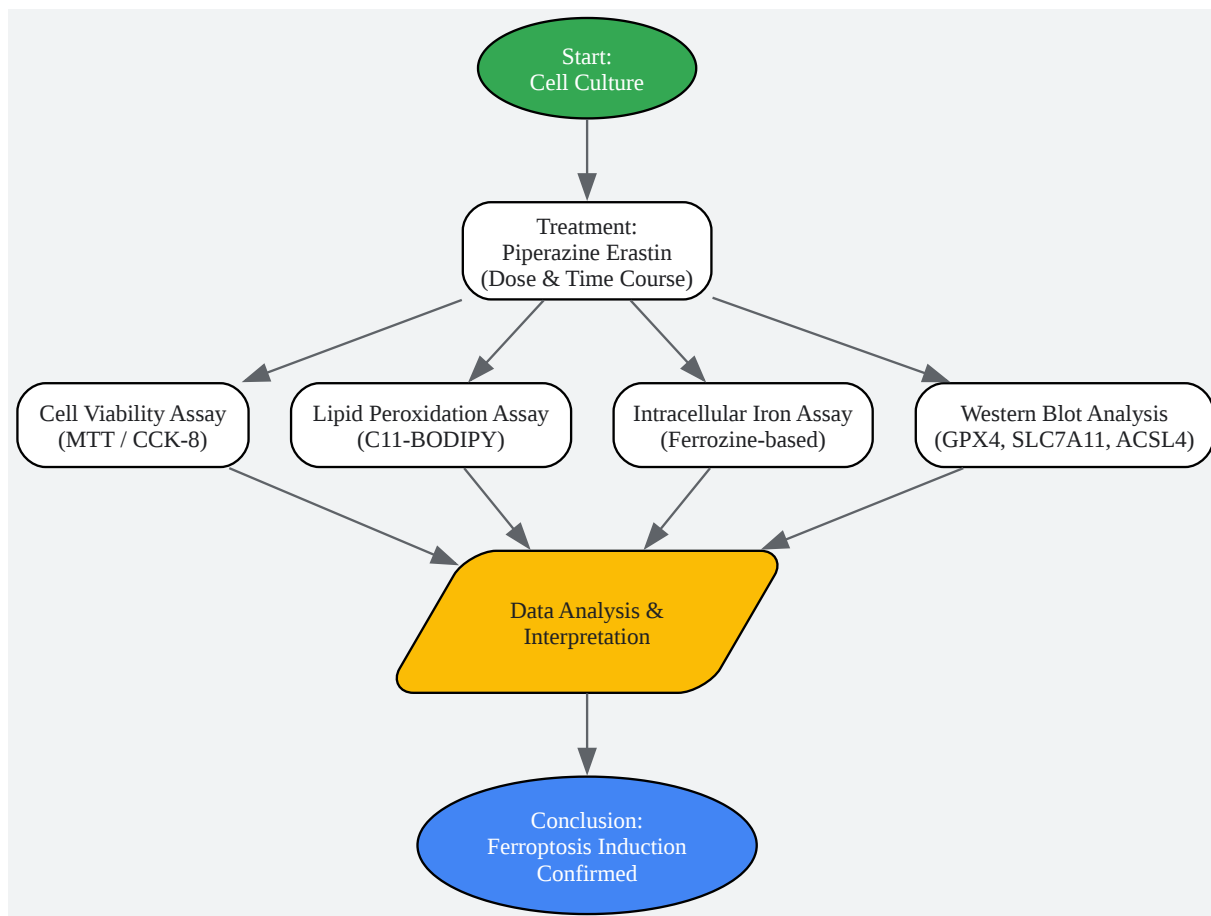 Start:
Cell Culture
Treatment:
Piperazine Erastin
(Dose & Time Course)
Cell Viability Assay
(MTT / CCK-8)
Lipid Peroxidation Assay
(C11-BODIPY)
Intracellular Iron Assay
(Ferrozine-based)
Western Blot Analysis
(GPX4, SLC7A11, ACSL4)
Data Analysis &
Interpretation
Conclusion:
Ferroptosis Induction
Confirmed